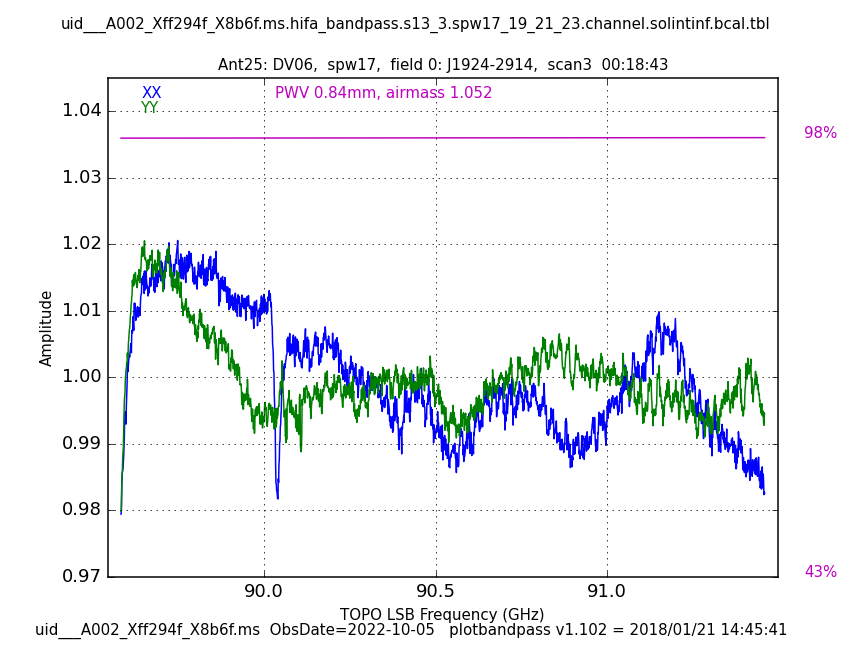 uid___A002_Xff294f_X8b6f.ms.hifa_bandpass.s13_3.spw17_19_21_23.channel.solintinf.bcal.tbl
Ant25: DV06,  spw17,  field 0: J1924-2914,  scan3  00:18:43
XX
PWV 0.84mm, airmass 1.052
YY
1.04
98%
1.03
1.02
1.01
Amplitude
1.00
0.99
0.98
43%
0.97
90.0
90.5
91.0
TOPO LSB Frequency (GHz)
uid___A002_Xff294f_X8b6f.ms  ObsDate=2022-10-05   plotbandpass v1.102 = 2018/01/21 14:45:41